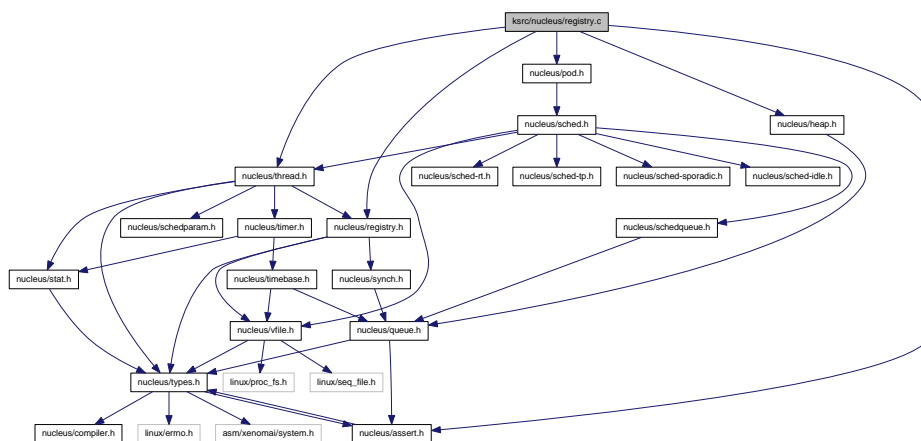 ksrc/nucleus/registry.c
nucleus/pod.h
nucleus/sched.h
nucleus/heap.h
nucleus/thread.h
nucleus/sched-rt.h
nucleus/sched-tp.h
nucleus/sched-sporadic.h
nucleus/sched-idle.h
nucleus/schedparam.h
nucleus/timer.h
nucleus/registry.h
nucleus/schedqueue.h
nucleus/stat.h
nucleus/timebase.h
nucleus/synch.h
nucleus/vfile.h
nucleus/queue.h
nucleus/types.h
linux/proc_fs.h
linux/seq_file.h
nucleus/compiler.h
linux/errno.h
asm/xenomai/system.h
nucleus/assert.h